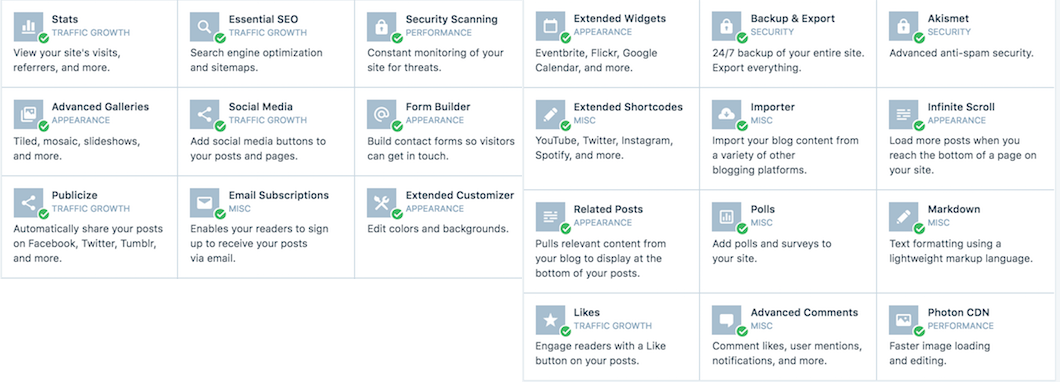 Stats
TRAFFIC GROWTH
View your site's visits,
referrers, and more.
Essential SEO
TRAFFIC GROWTH
Search engine optimization
and sitemaps.
Security Scanning
PERFORMANCE
Constant monitoring of your
site for threats.
Advanced Galleries
APPEARANCE
Tiled, mosaic, slideshows,
and more.
Social Media
TRAFFIC GROWTH
Add social media buttons to
your posts and pages.
Form Builder
APPEARANCE
Build contact forms so visitors
can get in touch.
Publicize
TRAFFIC GROWTH
Automatically share your posts
on Facebook, Twitter, Tumblr,
and more.
Email Subscriptions
MISC
Enables your readers to sign
up to receive your posts
via email.
Extended Customizer
APPEARANCE
Edit colors and backgrounds.
Extended Widgets
APPEARANCE
Eventbrite, Flickr, Google
Calendar, and more.
Backup & Export
SECURITY
24/7 backup of your entire site.
Export everything.
Akismet
SECURITY
Advanced anti-spam security.
Extended Shortcodes
MISC
YouTube, Twitter, Instagram,
Spotify, and more.
Importer
MISC
Import your blog content from
a variety of other
blogging platforms.
Infinite Scroll
APPEARANCE
Load more posts when you
reach the bottom of a page on
your site.
Related Posts
APPEARANCE
Pulls relevant content from
your blog to display at the
bottom of your posts.
Polls
MISC
Add polls and surveys to
your site.
Markdown
MISC
Text formatting using a
lightweight markup language.
Likes
TRAFFIC GROWTH
Engage readers with a Like
button on your posts.
Advanced Comments
MISC
Comment likes, user mentions,
notifications, and more.
Photon CDN
PERFORMANCE
Faster image loading
and editing.